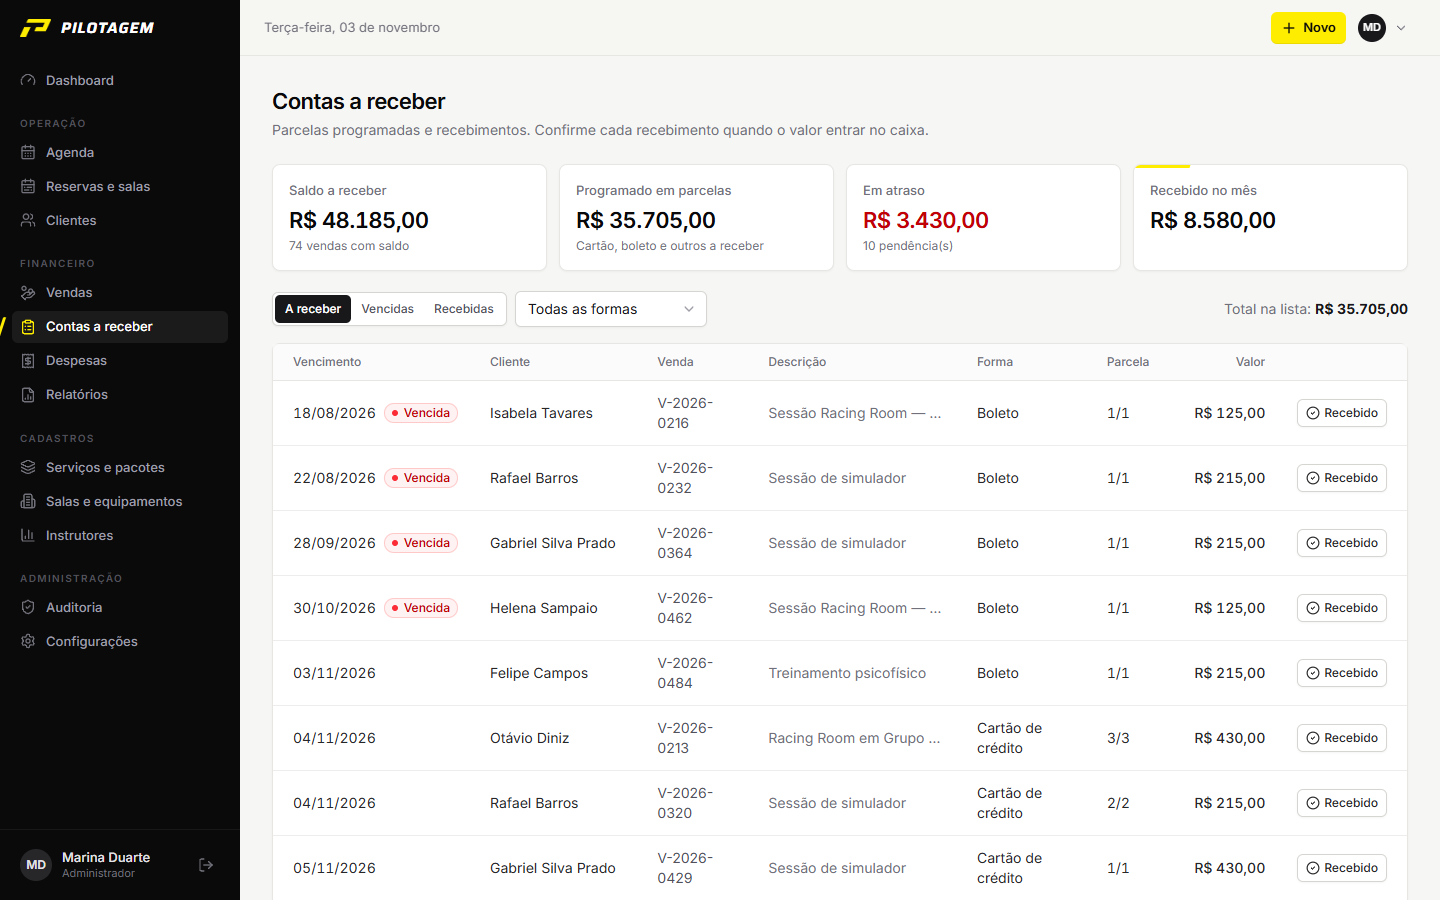 PILOTAGEM
Dashboard
OPERAÇÃO
Agenda
Reservas e salas
Clientes
FINANCEIRO
Vendas
Contas a receber
Despesas
Relatórios
CADASTROS
Serviços e pacotes
Salas e equipamentos
Instrutores
ADMINISTRAÇÃO
Auditoria
Configurações
MD
Marina Duarte
Administrador
Terça-feira, 03 de novembro
Novo
MD
Contas a receber
Parcelas programadas e recebimentos. Confirme cada recebimento quando o valor entrar no caixa.
Saldo a receber
R$ 48.185,00
74 vendas com saldo
Programado em parcelas
R$ 35.705,00
Cartão, boleto e outros a receber
Em atraso
R$ 3.430,00
10 pendência(s)
Recebido no mês
R$ 8.580,00
A receber Vencidas Recebidas Todas as formas Total na lista: R$ 35.705,00
Vencimento Cliente Venda Descrição Forma Parcela Valor
18/08/2026 Vencida Isabela Tavares V-2026-0216 Sessão Racing Room — ... Boleto 1/1 R$ 125,00 Recebido
22/08/2026 Vencida Rafael Barros V-2026-0232 Sessão de simulador Boleto 1/1 R$ 215,00 Recebido
28/09/2026 Vencida Gabriel Silva Prado V-2026-0364 Sessão de simulador Boleto 1/1 R$ 215,00 Recebido
30/10/2026 Vencida Helena Sampaio V-2026-0462 Sessão Racing Room — ... Boleto 1/1 R$ 125,00 Recebido
03/11/2026 Felipe Campos V-2026-0484 Treinamento psicofísico Boleto 1/1 R$ 215,00 Recebido
04/11/2026 Otávio Diniz V-2026-0213 Racing Room em Grupo ... Cartão de crédito 3/3 R$ 430,00 Recebido
04/11/2026 Rafael Barros V-2026-0320 Sessão de simulador Cartão de crédito 2/2 R$ 215,00 Recebido
05/11/2026 Gabriel Silva Prado V-2026-0429 Sessão de simulador Cartão de crédito 1/1 R$ 430,00 Recebido